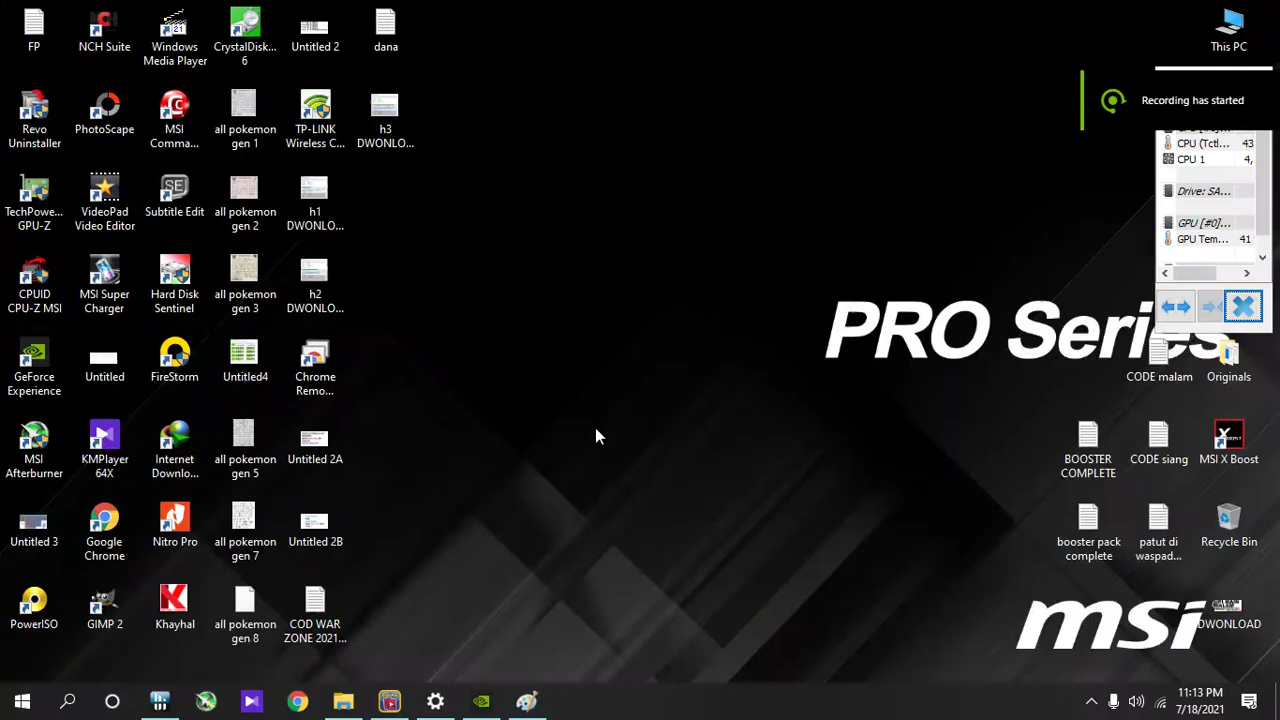 FP
NCH Suite
Windows
Media Player
CrystalDisk...
6
Untitled 2
dana
This PC
Recording has started
Revo
Uninstaller
PhotoScape
MSI
Comma...
all pokemon
gen 1
TP-LINK
Wireless C...
h3
DWONLO...
CPU (Tctl... 43
CPU 1 4,
Drive: SA...
GPU [#0]...
GPU Tem... 41
TechPowe...
GPU-Z
VideoPad
Video Editor
Subtitle Edit
all pokemon
gen 2
h1
DWONLO...
CPUID
CPU-Z MSI
MSI Super
Charger
Hard Disk
Sentinel
all pokemon
gen 3
h2
DWONLO...
PRO Series
GeForce
Experience
Untitled
FireStorm
Untitled4
Chrome
Remo...
CODE malam
Originals
MSI
Afterburner
KMPlayer
64X
Internet
Downlo...
all pokemon
gen 5
Untitled 2A
BOOSTER
COMPLETE
CODE siang
MSI X Boost
Untitled 3
Google
Chrome
Nitro Pro
all pokemon
gen 7
Untitled 2B
booster pack
complete
patut di
waspad...
Recycle Bin
PowerISO
GIMP 2
Khayhal
all pokemon
gen 8
COD WAR
ZONE 2021...
msi
DWONLOAD
11:13 PM
7/18/2021